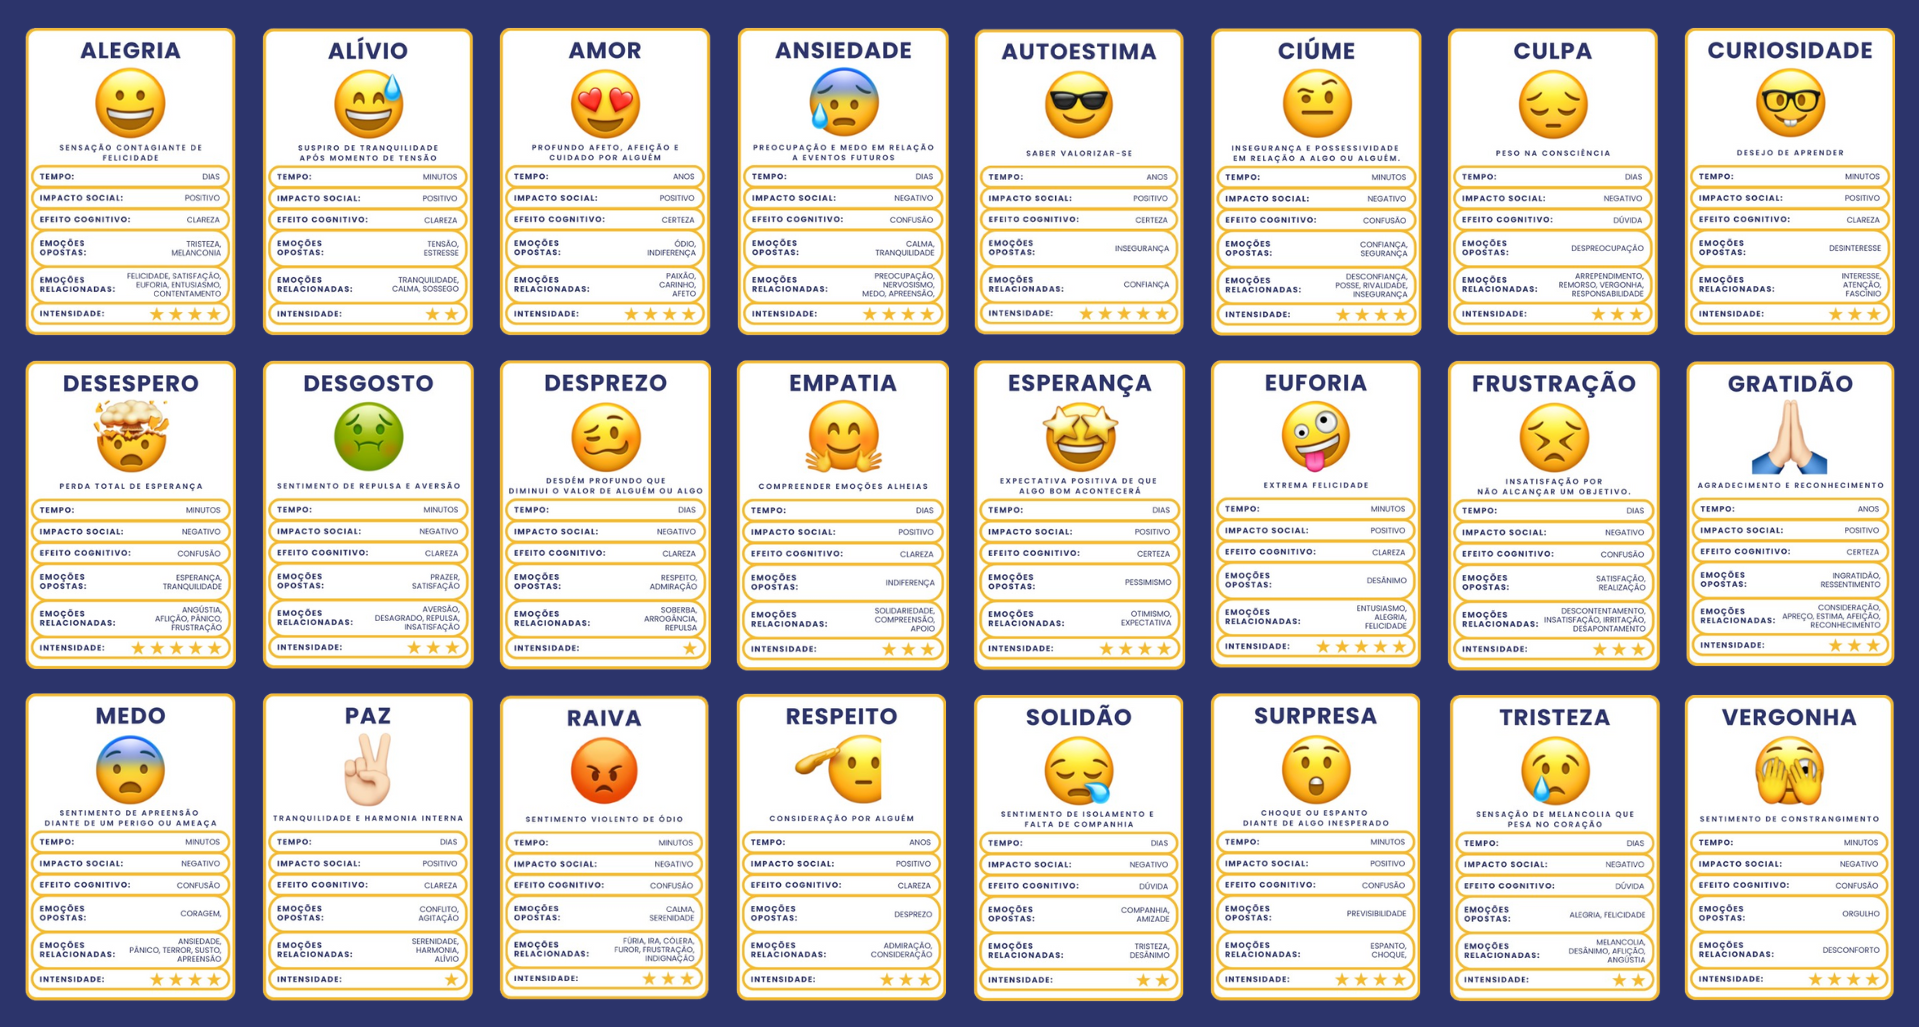 ALEGRIA
SENSAÇÃO CONTAGIANTE DE
FELICIDADE
TEMPO: DIAS
IMPACTO SOCIAL: POSITIVO
EFEITO COGNITIVO: CLAREZA
EMOÇÕES OPOSTAS: TRISTEZA,
MELANCONIA
EMOÇÕES RELACIONADAS: FELICIDADE, SATISFAÇÃO,
EUFORIA, ENTUSIASMO,
CONTENTAMENTO
INTENSIDADE: ★★★★
ALÍVIO
SUSPIRO DE TRANQUILIDADE
APÓS MOMENTO DE TENSÃO
TEMPO: MINUTOS
IMPACTO SOCIAL: POSITIVO
EFEITO COGNITIVO: CLAREZA
EMOÇÕES OPOSTAS: TENSÃO,
ESTRESSE
EMOÇÕES RELACIONADAS: TRANQUILIDADE,
CALMA, SOSSEGO
INTENSIDADE: ★★
AMOR
PROFUNDO AFETO, AFEIÇÃO E
CUIDADO POR ALGUÉM
TEMPO: ANOS
IMPACTO SOCIAL: POSITIVO
EFEITO COGNITIVO: CERTEZA
EMOÇÕES OPOSTAS: ÓDIO,
INDIFERENÇA
EMOÇÕES RELACIONADAS: PAIXÃO,
CARINHO,
AFETO
INTENSIDADE: ★★★★
ANSIEDADE
PREOCUPAÇÃO E MEDO EM RELAÇÃO
A EVENTOS FUTUROS
TEMPO: DIAS
IMPACTO SOCIAL: NEGATIVO
EFEITO COGNITIVO: CONFUSÃO
EMOÇÕES OPOSTAS: CALMA,
TRANQUILIDADE
EMOÇÕES RELACIONADAS: PREOCUPAÇÃO,
NERVOSISMO,
MEDO, APREENSÃO,
INTENSIDADE: ★★★★
AUTOESTIMA
SABER VALORIZAR-SE
TEMPO: ANOS
IMPACTO SOCIAL: POSITIVO
EFEITO COGNITIVO: CERTEZA
EMOÇÕES OPOSTAS: INSEGURANÇA
EMOÇÕES RELACIONADAS: CONFIANÇA
INTENSIDADE: ★★★★★
CIÚME
INSEGURANÇA E POSSESSIVIDADE
EM RELAÇÃO A ALGO OU ALGUÉM.
TEMPO: MINUTOS
IMPACTO SOCIAL: NEGATIVO
EFEITO COGNITIVO: CONFUSÃO
EMOÇÕES OPOSTAS: CONFIANÇA,
SEGURANÇA
EMOÇÕES RELACIONADAS: DESCONFIANÇA,
POSSE, RIVALIDADE,
INSEGURANÇA
INTENSIDADE: ★★★★
CULPA
PESO NA CONSCIÊNCIA
TEMPO: DIAS
IMPACTO SOCIAL: NEGATIVO
EFEITO COGNITIVO: DÚVIDA
EMOÇÕES OPOSTAS: DESPREOCUPAÇÃO
EMOÇÕES RELACIONADAS: ARREPENDIMENTO,
REMORSO, VERGONHA,
RESPONSABILIDADE
INTENSIDADE: ★★★
CURIOSIDADE
DESEJO DE APRENDER
TEMPO: MINUTOS
IMPACTO SOCIAL: POSITIVO
EFEITO COGNITIVO: CLAREZA
EMOÇÕES OPOSTAS: DESINTERESSE
EMOÇÕES RELACIONADAS: INTERESSE,
ATENÇÃO,
FASCÍNIO
INTENSIDADE: ★★★
DESESPERO
PERDA TOTAL DE ESPERANÇA
TEMPO: MINUTOS
IMPACTO SOCIAL: NEGATIVO
EFEITO COGNITIVO: CONFUSÃO
EMOÇÕES OPOSTAS: ESPERANÇA,
TRANQUILIDADE
EMOÇÕES RELACIONADAS: ANGÚSTIA,
AFLIÇÃO, PÂNICO,
FRUSTRAÇÃO
INTENSIDADE: ★★★★★
DESGOSTO
SENTIMENTO DE REPULSA E AVERSÃO
TEMPO: MINUTOS
IMPACTO SOCIAL: NEGATIVO
EFEITO COGNITIVO: CLAREZA
EMOÇÕES OPOSTAS: PRAZER,
SATISFAÇÃO
EMOÇÕES RELACIONADAS: AVERSÃO,
DESAGRADO, REPULSA,
INSATISFAÇÃO
INTENSIDADE: ★★★
DESPREZO
DESDÉM PROFUNDO QUE
DIMINUI O VALOR DE ALGUÉM OU ALGO
TEMPO: DIAS
IMPACTO SOCIAL: NEGATIVO
EFEITO COGNITIVO: CLAREZA
EMOÇÕES OPOSTAS: RESPEITO,
ADMIRAÇÃO
EMOÇÕES RELACIONADAS: SOBERBA,
ARROGÂNCIA,
REPULSA
INTENSIDADE: ★
EMPATIA
COMPREENDER EMOÇÕES ALHEIAS
TEMPO: DIAS
IMPACTO SOCIAL: POSITIVO
EFEITO COGNITIVO: CLAREZA
EMOÇÕES OPOSTAS: INDIFERENÇA
EMOÇÕES RELACIONADAS: SOLIDARIEDADE,
COMPREENSÃO,
APOIO
INTENSIDADE: ★★★
ESPERANÇA
EXPECTATIVA POSITIVA DE QUE
ALGO BOM ACONTECERÁ
TEMPO: DIAS
IMPACTO SOCIAL: POSITIVO
EFEITO COGNITIVO: CERTEZA
EMOÇÕES OPOSTAS: PESSIMISMO
EMOÇÕES RELACIONADAS: OTIMISMO,
EXPECTATIVA
INTENSIDADE: ★★★★
EUFORIA
EXTREMA FELICIDADE
TEMPO: MINUTOS
IMPACTO SOCIAL: POSITIVO
EFEITO COGNITIVO: CLAREZA
EMOÇÕES OPOSTAS: DESÂNIMO
EMOÇÕES RELACIONADAS: ENTUSIASMO,
ALEGRIA,
FELICIDADE
INTENSIDADE: ★★★★★
FRUSTRAÇÃO
INSATISFAÇÃO POR
NÃO ALCANÇAR UM OBJETIVO.
TEMPO: DIAS
IMPACTO SOCIAL: NEGATIVO
EFEITO COGNITIVO: CONFUSÃO
EMOÇÕES OPOSTAS: SATISFAÇÃO,
REALIZAÇÃO
EMOÇÕES RELACIONADAS: DESCONTENTAMENTO,
INSATISFAÇÃO, IRRITAÇÃO,
DESAPONTAMENTO
INTENSIDADE: ★★★
GRATIDÃO
AGRADECIMENTO E RECONHECIMENTO
TEMPO: ANOS
IMPACTO SOCIAL: POSITIVO
EFEITO COGNITIVO: CERTEZA
EMOÇÕES OPOSTAS: INGRATIDÃO,
RESSENTIMENTO
EMOÇÕES RELACIONADAS: CONSIDERAÇÃO,
APREÇO, ESTIMA, AFEIÇÃO,
RECONHECIMENTO
INTENSIDADE: ★★★
MEDO
SENTIMENTO DE APREENSÃO
DIANTE DE UM PERIGO OU AMEAÇA
TEMPO: MINUTOS
IMPACTO SOCIAL: NEGATIVO
EFEITO COGNITIVO: CONFUSÃO
EMOÇÕES OPOSTAS: CORAGEM,
EMOÇÕES RELACIONADAS: ANSIEDADE,
PÂNICO, TERROR, SUSTO,
APREENSÃO
INTENSIDADE: ★★★★
PAZ
TRANQUILIDADE E HARMONIA INTERNA
TEMPO: DIAS
IMPACTO SOCIAL: POSITIVO
EFEITO COGNITIVO: CLAREZA
EMOÇÕES OPOSTAS: CONFLITO,
AGITAÇÃO
EMOÇÕES RELACIONADAS: SERENIDADE,
HARMONIA,
ALÍVIO
INTENSIDADE: ★
RAIVA
SENTIMENTO VIOLENTO DE ÓDIO
TEMPO: MINUTOS
IMPACTO SOCIAL: NEGATIVO
EFEITO COGNITIVO: CONFUSÃO
EMOÇÕES OPOSTAS: CALMA,
SERENIDADE
EMOÇÕES RELACIONADAS: FÚRIA, IRA, CÓLERA,
FUROR, FRUSTRAÇÃO,
INDIGNAÇÃO
INTENSIDADE: ★★★
RESPEITO
CONSIDERAÇÃO POR ALGUÉM
TEMPO: ANOS
IMPACTO SOCIAL: POSITIVO
EFEITO COGNITIVO: CLAREZA
EMOÇÕES OPOSTAS: DESPREZO
EMOÇÕES RELACIONADAS: ADMIRAÇÃO,
CONSIDERAÇÃO
INTENSIDADE: ★★★
SOLIDÃO
SENTIMENTO DE ISOLAMENTO E
FALTA DE COMPANHIA
TEMPO: DIAS
IMPACTO SOCIAL: NEGATIVO
EFEITO COGNITIVO: DÚVIDA
EMOÇÕES OPOSTAS: COMPANHIA,
AMIZADE
EMOÇÕES RELACIONADAS: TRISTEZA,
DESÂNIMO
INTENSIDADE: ★★
SURPRESA
CHOQUE OU ESPANTO
DIANTE DE ALGO INESPERADO
TEMPO: MINUTOS
IMPACTO SOCIAL: POSITIVO
EFEITO COGNITIVO: CONFUSÃO
EMOÇÕES OPOSTAS: PREVISIBILIDADE
EMOÇÕES RELACIONADAS: ESPANTO,
CHOQUE,
INTENSIDADE: ★★★★
TRISTEZA
SENSAÇÃO DE MELANCOLIA QUE
PESA NO CORAÇÃO
TEMPO: DIAS
IMPACTO SOCIAL: NEGATIVO
EFEITO COGNITIVO: DÚVIDA
EMOÇÕES OPOSTAS: ALEGRIA, FELICIDADE
EMOÇÕES RELACIONADAS: MELANCOLIA,
DESÂNIMO, AFLIÇÃO,
ANGÚSTIA
INTENSIDADE: ★★
VERGONHA
SENTIMENTO DE CONSTRANGIMENTO
TEMPO: MINUTOS
IMPACTO SOCIAL: NEGATIVO
EFEITO COGNITIVO: CONFUSÃO
EMOÇÕES OPOSTAS: ORGULHO
EMOÇÕES RELACIONADAS: DESCONFORTO
INTENSIDADE: ★★★★